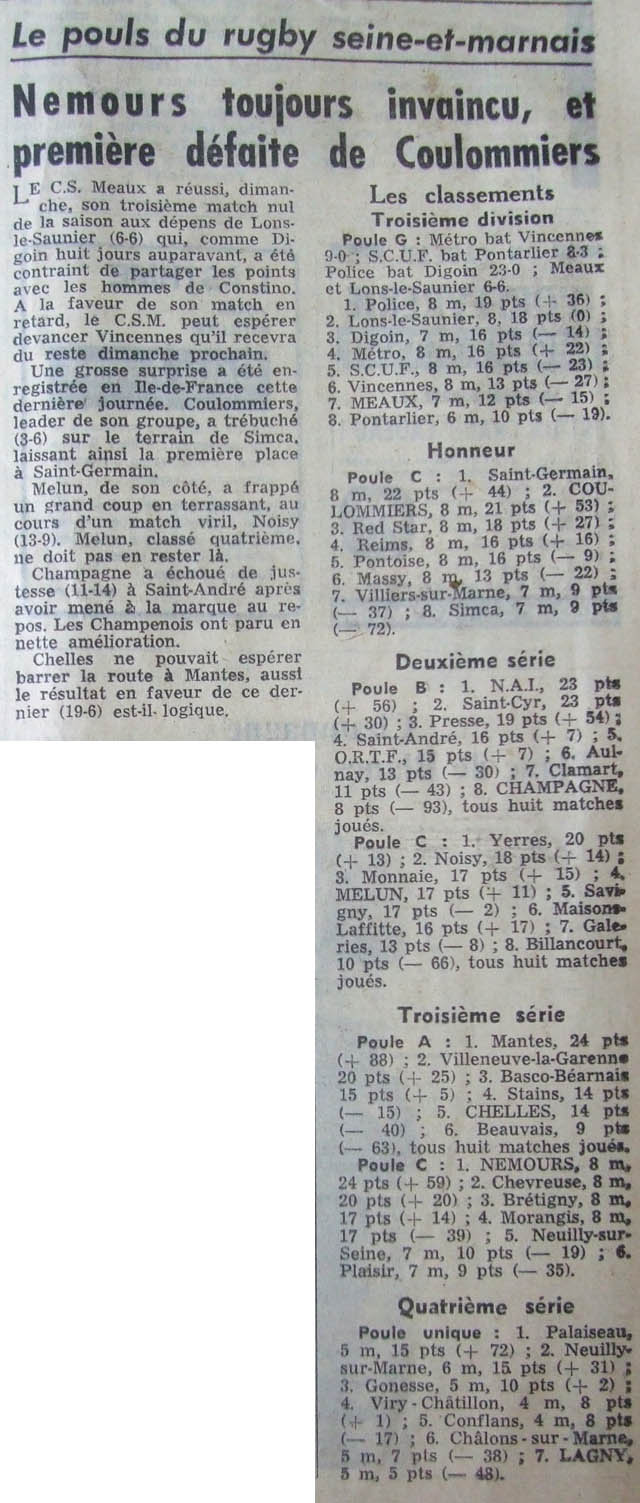 Le pouls du rugby seine-et-marnais
Nemours toujours invaincu, et
première défaite de Coulommiers
LE C.S. Meaux a réussi, diman-
che, son troisième match nul
de la saison aux dépens de Lons-
le-Saunier (6-6) qui, comme Di-
goin huit jours auparavant, a été
contraint de partager les points
avec les hommes de Constino.
A la faveur de son match en
retard, le C.S.M. peut espérer
devancer Vincennes qu'il recevra
du reste dimanche prochain.
Une grosse surprise a été en-
registrée en Ile-de-France cette
dernière journée. Coulommiers,
leader de son groupe, a trébuché
(3-6) sur le terrain de Simca,
laissant ainsi la première place
à Saint-Germain.
Melun, de son côté, a frappé
un grand coup en terrassant, au
cours d'un match viril, Noisy
(13-9). Melun, classé quatrième,
ne doit pas en rester là.
Champagne a échoué de jus-
tesse (11-14) à Saint-André après
avoir mené à la marque au re-
pos. Les Champenois ont paru en
nette amélioration.
Chelles ne pouvait espérer
barrer la route à Mantes, aussi
le résultat en faveur de ce der-
nier (19-6) est-il logique.
Les classements
Troisième division
Poule G : Métro bat Vincennes
9-0 ; S.C.U.F. bat Pontarlier 8-3 ;
Police bat Digoin 23-0 ; Meaux
et Lons-le-Saunier 6-6.
1. Police, 8 m, 19 pts (+ 36) ;
2. Lons-le-Saunier, 8, 18 pts (0) ;
3. Digoin, 7 m, 16 pts (— 14) ;
4. Métro, 8 m, 16 pts (+ 22) ;
5. S.C.U.F., 8 m, 16 pts (— 23) ;
6. Vincennes, 8 m, 13 pts (— 27) ;
7. MEAUX, 7 m, 12 pts (— 15) ;
8. Pontarlier, 6 m, 10 pts (— 19).
Honneur
Poule C : 1. Saint-Germain,
8 m, 22 pts (+ 44) ; 2. COU-
LOMMIERS, 8 m, 21 pts (+ 53) ;
3. Red Star, 8 m, 18 pts (+ 27) ;
4. Reims, 8 m, 16 pts (+ 16) ;
5. Pontoise, 8 m, 16 pts (— 9) ;
6. Massy, 8 m, 13 pts (— 22) ;
7. Villiers-sur-Marne, 7 m, 9 pts
(— 37) ; 8. Simca, 7 m, 9 pts
(— 72).
Deuxième série
Poule B : 1. N.A.I., 23 pts
(+ 56) ; 2. Saint-Cyr, 23 pts
(+ 30) ; 3. Presse, 19 pts (+ 54) ;
4. Saint-André, 16 pts (+ 7) ; 5.
O.R.T.F., 15 pts (+ 7) ; 6. Aul-
nay, 13 pts (— 30) ; 7. Clamart,
11 pts (— 43) ; 8. CHAMPAGNE,
8 pts (— 93), tous huit matches
joués.
Poule C : 1. Yerres, 20 pts
(+ 13) ; 2. Noisy, 18 pts (+ 14) ;
3. Monnaie, 17 pts (+ 15) ; 4.
MELUN, 17 pts (+ 11) ; 5. Savi-
gny, 17 pts (— 2) ; 6. Maisons-
Laffitte, 16 pts (+ 17) ; 7. Gale-
ries, 13 pts (— 8) ; 8. Billancourt,
10 pts (— 66), tous huit matches
joués.
Troisième série
Poule A : 1. Mantes, 24 pts
(+ 88) ; 2. Villeneuve-la-Garenne
20 pts (+ 25) ; 3. Basco-Béarnais
15 pts (+ 5) ; 4. Stains, 14 pts
(— 15) ; 5. CHELLES, 14 pts
(— 40) ; 6. Beauvais, 9 pts
(— 63), tous huit matches joués.
Poule C : 1. NEMOURS, 8 m,
24 pts (+ 59) ; 2. Chevreuse, 8 m,
20 pts (+ 20) ; 3. Brétigny, 8 m,
17 pts (+ 14) ; 4. Morangis, 8 m,
17 pts (— 39) ; 5. Neuilly-sur-
Seine, 7 m, 10 pts (— 19) ; 6.
Plaisir, 7 m, 9 pts (— 35).
Quatrième série
Poule unique : 1. Palaiseau,
5 m, 15 pts (+ 72) ; 2. Neuilly-
sur-Marne, 6 m, 15 pts (+ 31) ;
3. Gonesse, 5 m, 10 pts (+ 2) ;
4. Viry-Châtillon, 4 m, 8 pts
(+ 1) ; 5. Conflans, 4 m, 8 pts
(— 17) ; 6. Châlons-sur-Marne,
5 m, 7 pts (— 38) ; 7. LAGNY,
5 m, 5 pts (— 48).